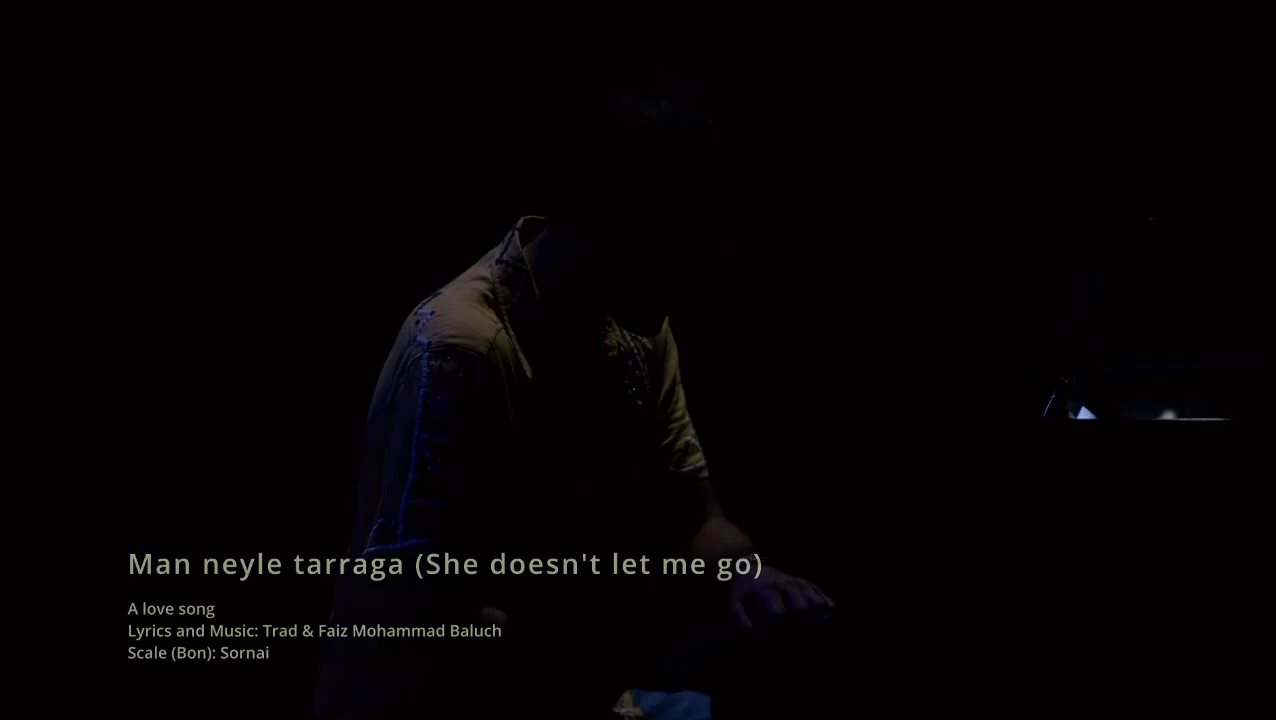 Man neyle tarraga (She doesn't let me go)
A love song
Lyrics and Music: Trad & Faiz Mohammad Baluch
Scale (Bon): Sornai